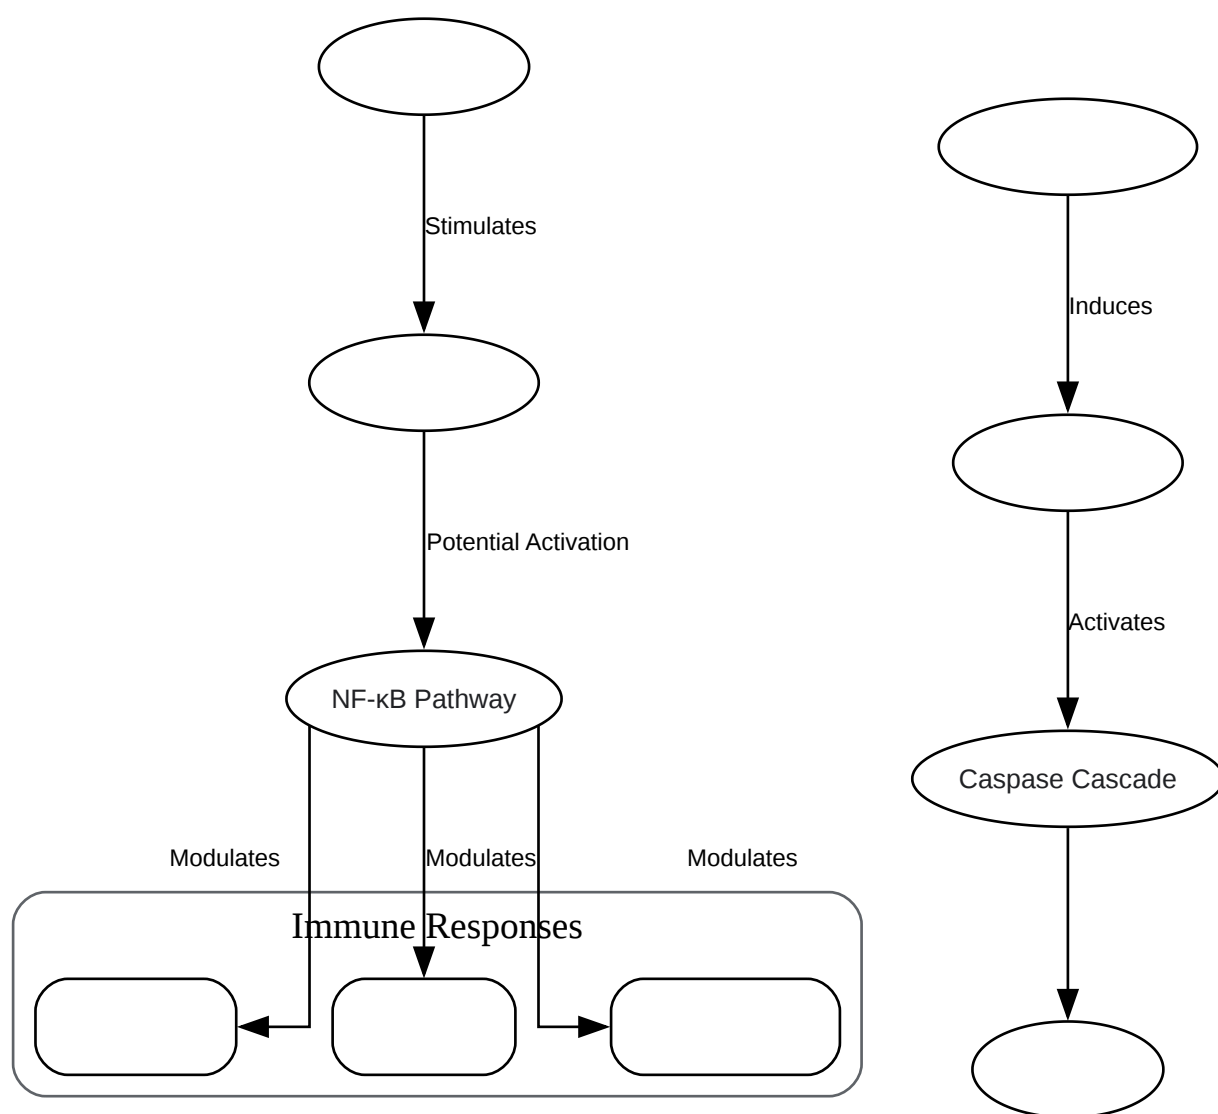 Stimulates
Induces
Potential Activation
Activates
NF-κB Pathway
Caspase Cascade
Modulates
Modulates
Modulates
Immune Responses